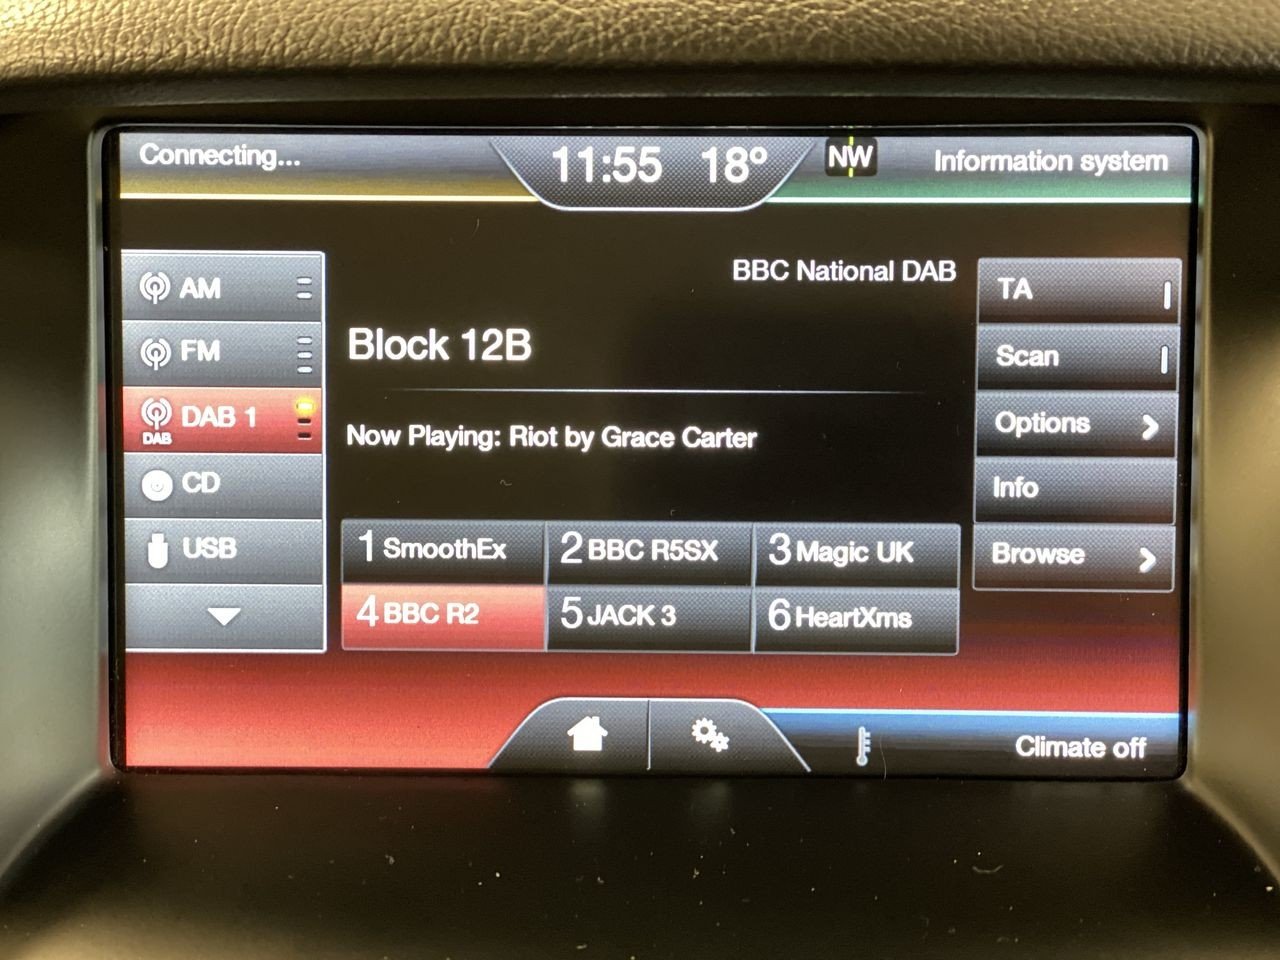 Connecting...
11:55 18°
NW
Information system
AM
FM
DAB 1
DAB
CD
USB
BBC National DAB
Block 12B
Now Playing: Riot by Grace Carter
1 SmoothEx
2 BBC R5SX
3 Magic UK
4 BBC R2
5 JACK 3
6 HeartXms
TA
Scan
Options
Info
Browse
Climate off